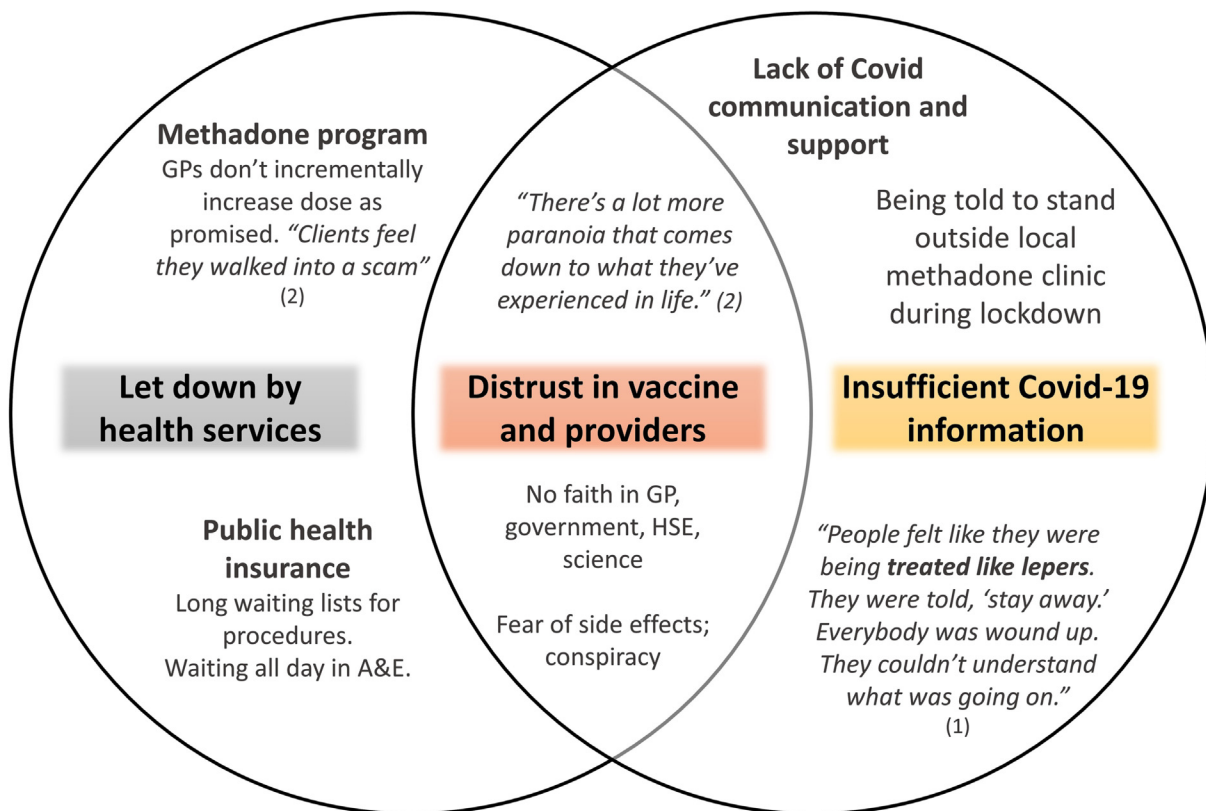 Methadone program
GPs don’t incrementally
increase dose as
promised. “Clients feel
they walked into a scam”
(2)
Let down by
health services
Public health
insurance
Long waiting lists for
procedures.
Waiting all day in A&E.
“There’s a lot more
paranoia that comes
down to what they’ve
experienced in life.” (2)
Distrust in vaccine
and providers
No faith in GP,
government, HSE,
science
Fear of side effects;
conspiracy
Lack of Covid
communication and
support
Being told to stand
outside local
methadone clinic
during lockdown
Insufficient Covid-19
information
“People felt like they were
being treated like lepers.
They were told, ‘stay away.’
Everybody was wound up.
They couldn’t understand
what was going on.”
(1)